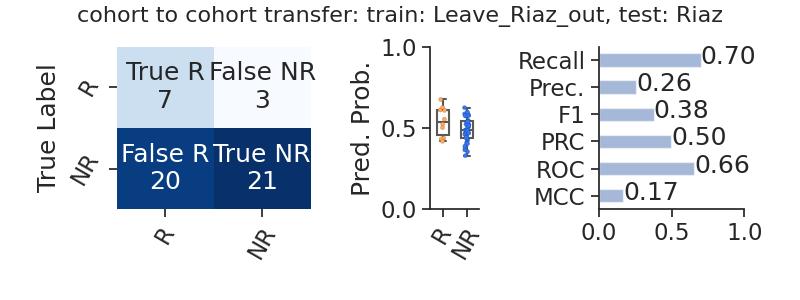 cohort to cohort transfer: train: Leave_Riaz_out, test: Riaz
True Label
R
NR
True R
7
False NR
3
False R
20
True NR
21
R
NR
Pred. Prob.
1.0
0.5
0.0
R
NR
Recall
0.70
Prec.
0.26
F1
0.38
PRC
0.50
ROC
0.66
MCC
0.17
0.0
0.5
1.0